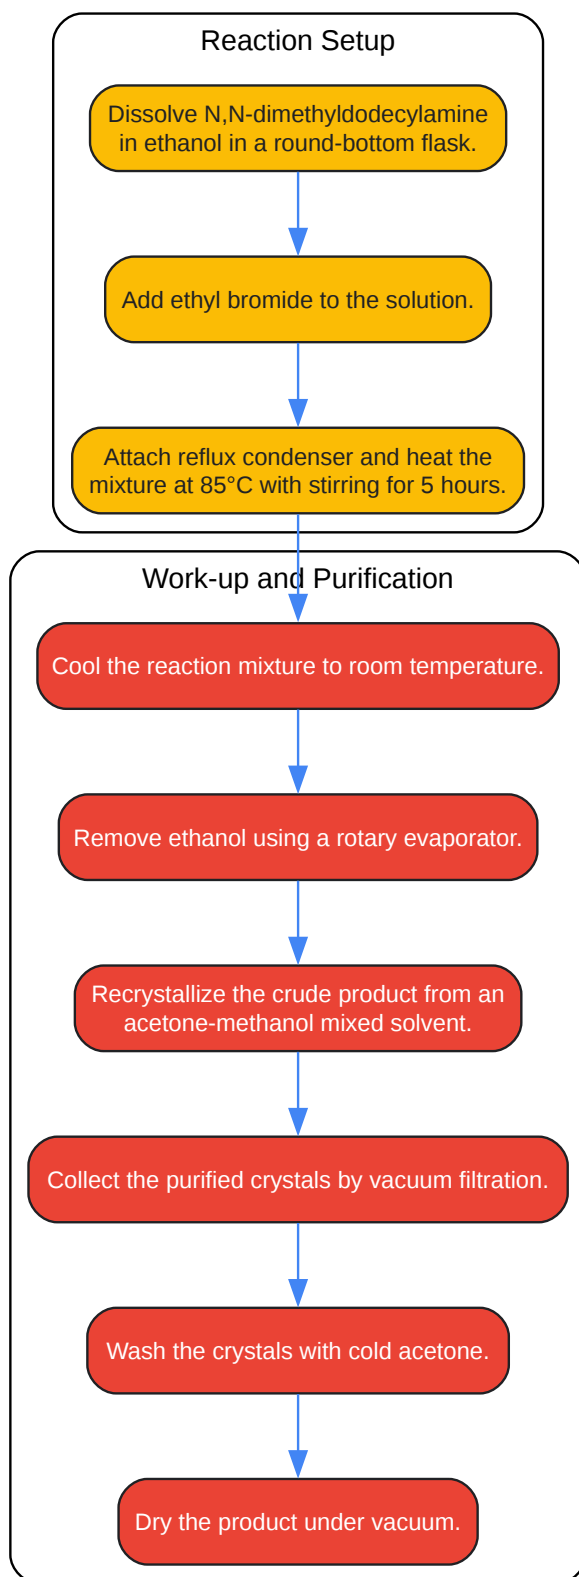 Reaction Setup
Dissolve N,N-dimethyldodecylamine
in ethanol in a round-bottom flask.
Add ethyl bromide to the solution.
Attach reflux condenser and heat the
mixture at 85°C with stirring for 5 hours.
Work-up and Purification
Cool the reaction mixture to room temperature.
Remove ethanol using a rotary evaporator.
Recrystallize the crude product from an
acetone-methanol mixed solvent.
Collect the purified crystals by vacuum filtration.
Wash the crystals with cold acetone.
Dry the product under vacuum.